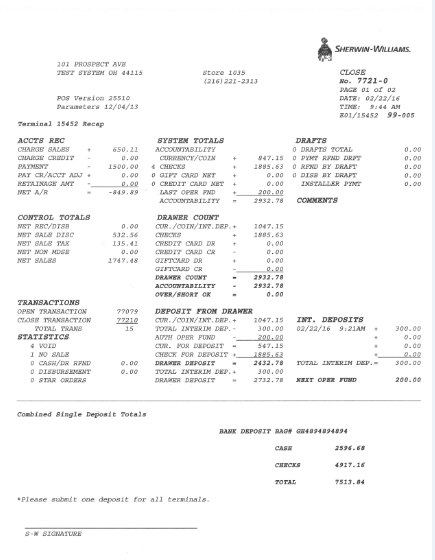 SHERWIN-WILLIAMS.
101 PROSPECT AVE
TEST SYSTEM OH 44115
Store 1035
(216)221-2313
CLOSE
No. 7721-0
PAGE 01 of 02
DATE: 02/22/16
TIME: 9:44 AM
E01/15452 99-005
POS Version 25510
Parameters 12/04/13
Terminal 15452 Recap
ACCTS REC
CHARGE SALES + 650.11
CHARGE CREDIT - 0.00
PAYMENT - 1500.00
PAY CR/ACCT ADJ + 0.00
RETAINAGE AMT - 0.00
NET A/R = -849.89
SYSTEM TOTALS
ACCOUNTABILITY
CURRENCY/COIN + 847.15
4 CHECKS + 1885.63
0 GIFT CARD NET + 0.00
0 CREDIT CARD NET + 0.00
LAST OPER FND + 200.00
ACCOUNTABILITY = 2932.78
DRAFTS
0 DRAFTS TOTAL 0.00
0 PYMT RFND DRFT 0.00
0 RFND BY DRAFT 0.00
0 DISB BY DRAFT 0.00
INSTALLER PYMT 0.00
COMMENTS
CONTROL TOTALS
NET REC/DISB + 0.00
NET SALE DISC 532.56
NET SALE TAX 135.41
NET NON MDSE 0.00
NET SALES 1747.48
DRAWER COUNT
CUR./COIN/INT.DEP.+ 1047.15
CHECKS + 1885.63
CREDIT CARD DR + 0.00
CREDIT CARD CR - 0.00
GIFTCARD DR + 0.00
GIFTCARD CR - 0.00
DRAWER COUNT = 2932.78
ACCOUNTABILITY - 2932.78
OVER/SHORT OK = 0.00
TRANSACTIONS
OPEN TRANSACTION 77079
CLOSE TRANSACTION 77210
TOTAL TRANS 15
STATISTICS
4 VOID
1 NO SALE
0 CASH/DR RFND 0.00
0 DISBURSEMENT 0.00
0 STAR ORDERS
DEPOSIT FROM DRAWER
CUR./COIN/INT.DEP.+ 1047.15
TOTAL INTERIM DEP.- 300.00
AUTH OPER FUND - 200.00
CUR. FOR DEPOSIT = 547.15
CHECK FOR DEPOSIT + 1885.63
DRAWER DEPOSIT = 2432.78
TOTAL INTERIM DEP.+ 300.00
DRAWER DEPOSIT = 2732.78
INT. DEPOSITS
02/22/16 9:21AM + 300.00
+ 0.00
+ 0.00
+ 0.00
TOTAL INTERIM DEP.= 300.00
NEXT OPER FUND 200.00
Combined Single Deposit Totals
BANK DEPOSIT BAG# GH4894894894
CASH 2596.68
CHECKS 4917.16
TOTAL 7513.84
*Please submit one deposit for all terminals.
S-W SIGNATURE